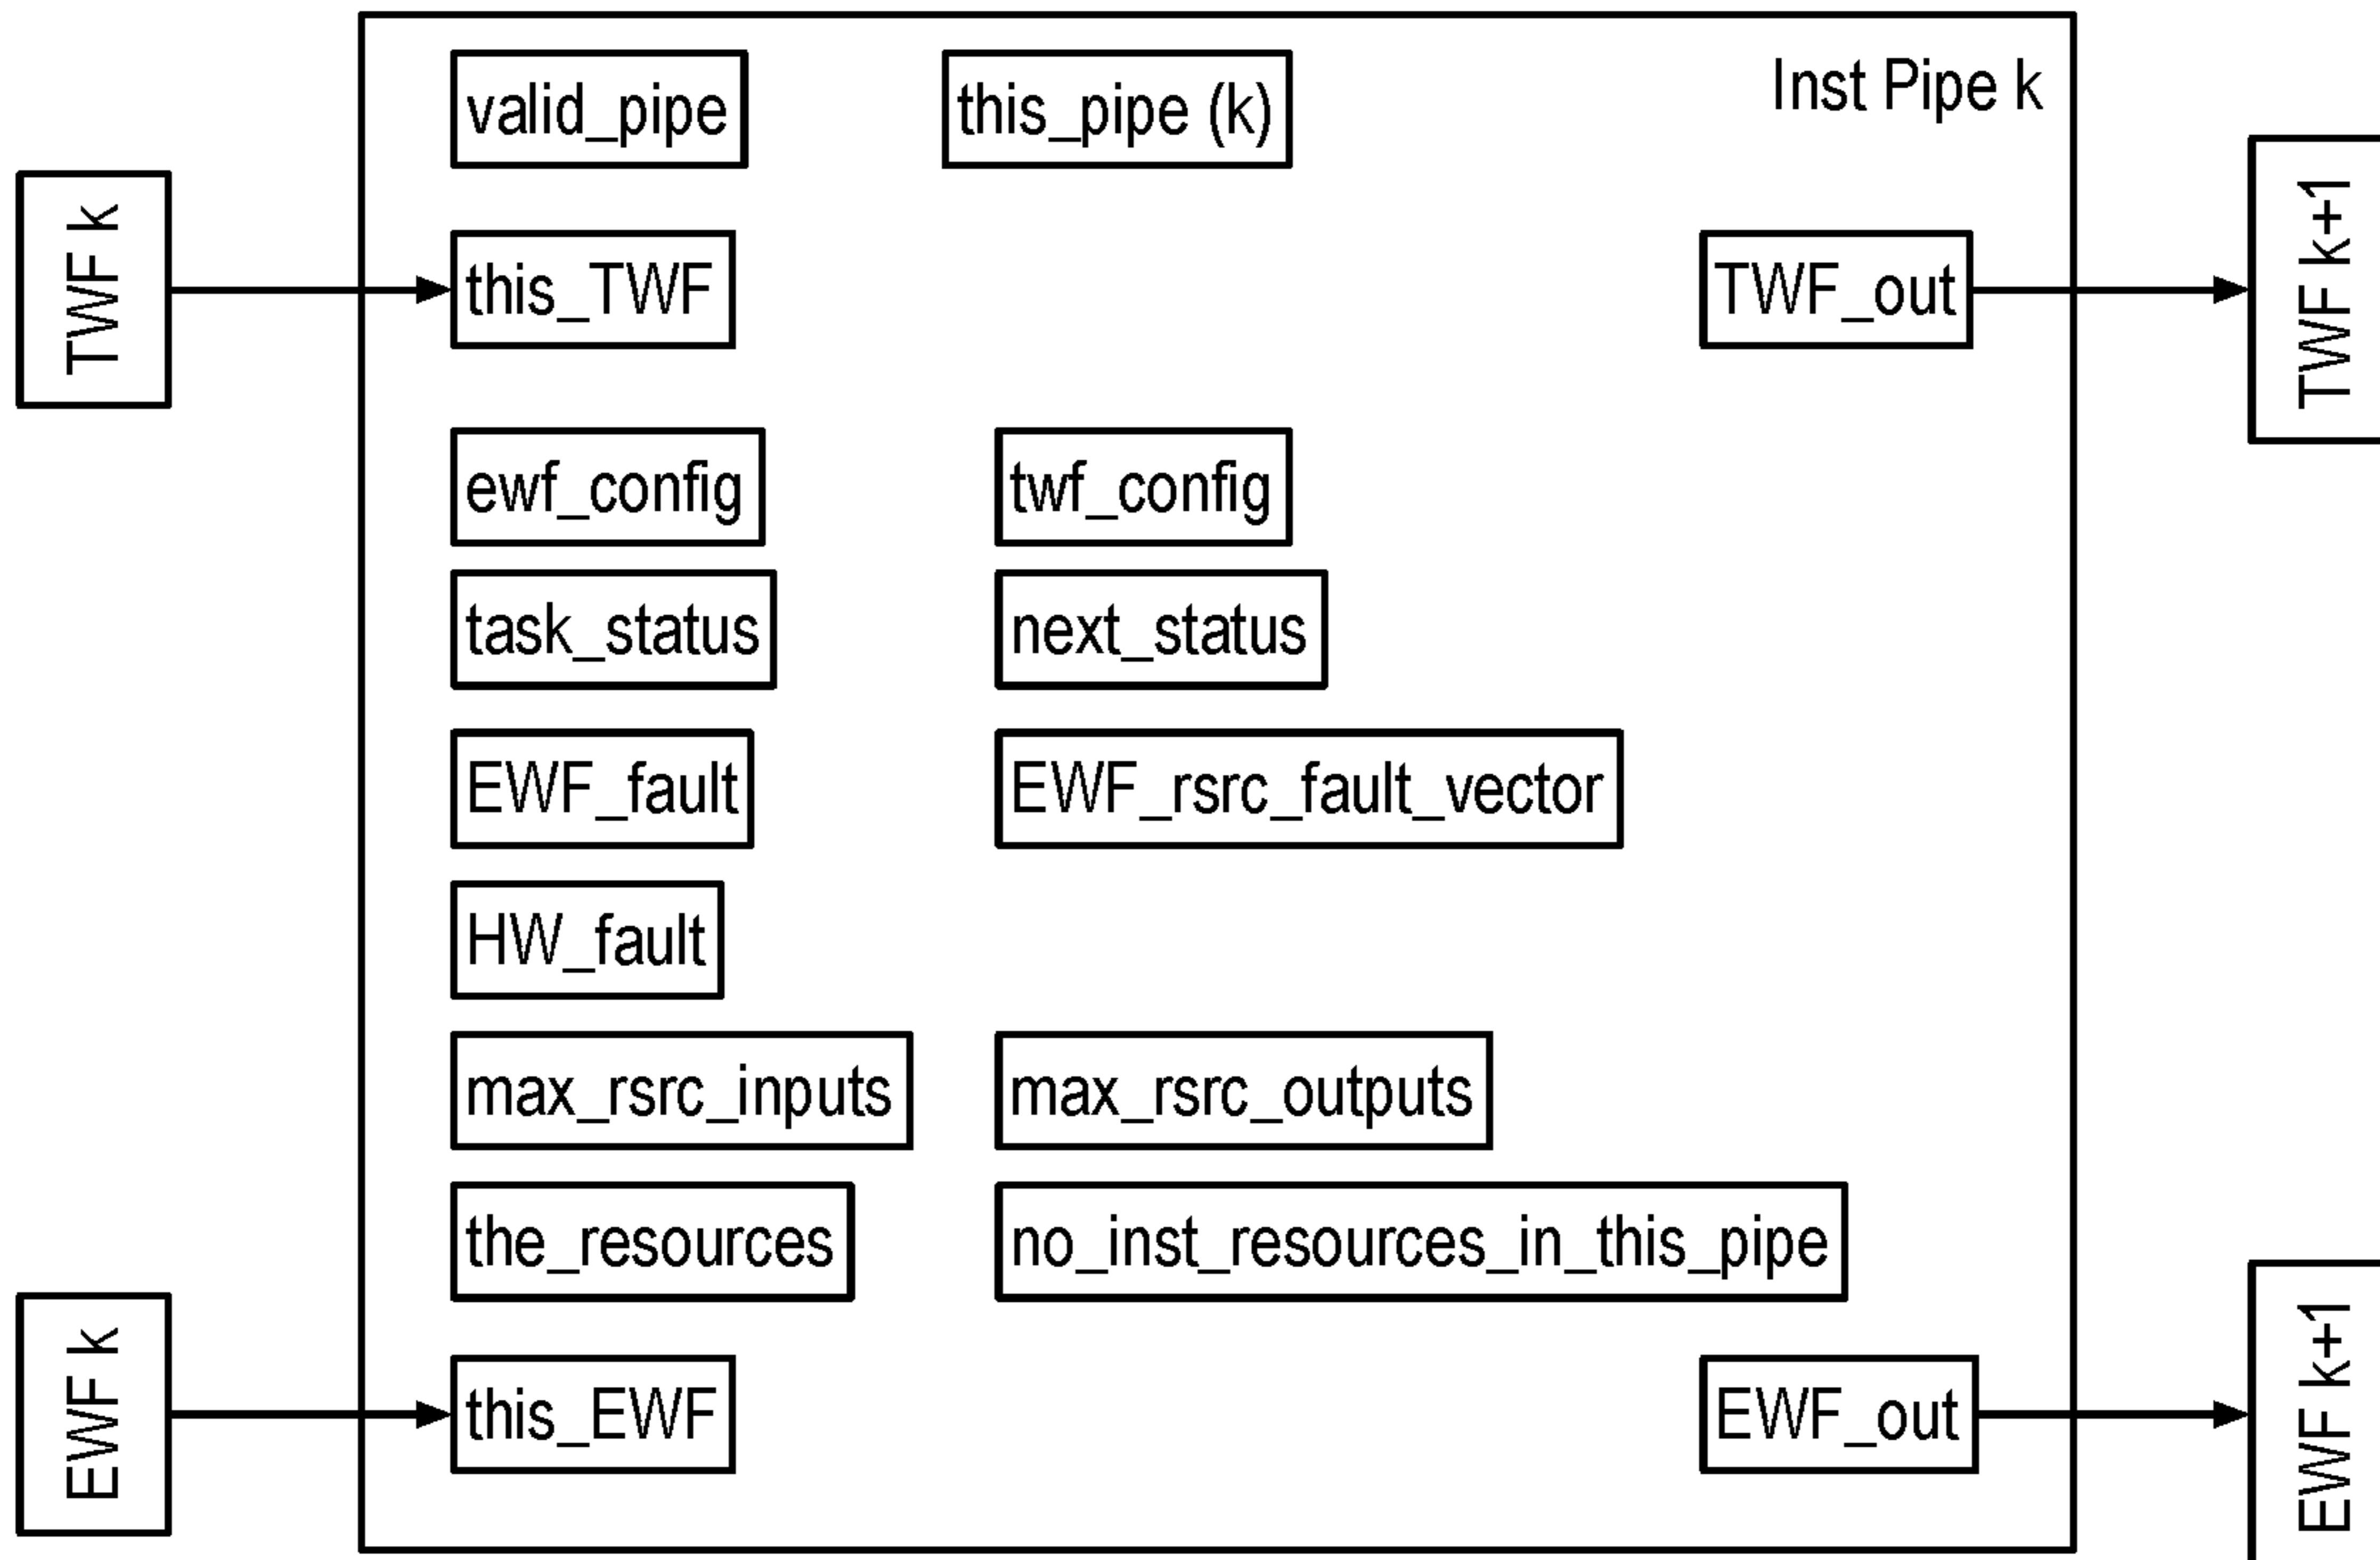 valid_pipe
this_pipe (k)
Inst Pipe k
TWF k
this_TWF
TWF_out
TWF k+1
ewf_config
twf_config
task_status
next_status
EWF_fault
EWF_rsrc_fault_vector
HW_fault
max_rsrc_inputs
max_rsrc_outputs
the_resources
no_inst_resources_in_this_pipe
EWF k
this_EWF
EWF_out
EWF k+1